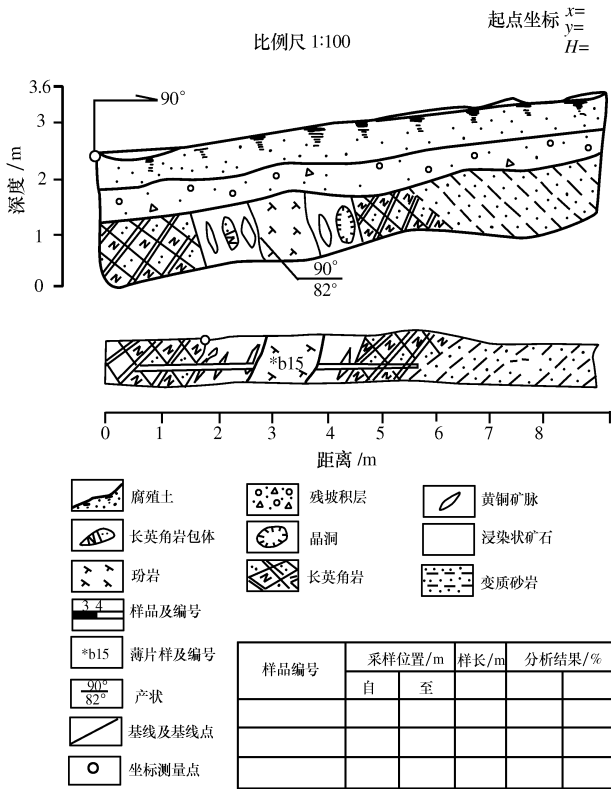 起点坐标 x=
y=
H=
比例尺 1:100
3.6
3
2
1
0
深度/m
90°
90°
82°
*b15
0 1 2 3 4 5 6 7 8
距离/m
腐殖土
残坡积层
黄铜矿脉
长英角岩包体
晶洞
浸染状矿石
玢岩
长英角岩
变质砂岩
3 4
样品及编号
*b15
薄片样及编号
90°
82°
产状
基线及基线点
坐标测量点
样品编号 采样位置/m 样长/m 分析结果/%
自 至